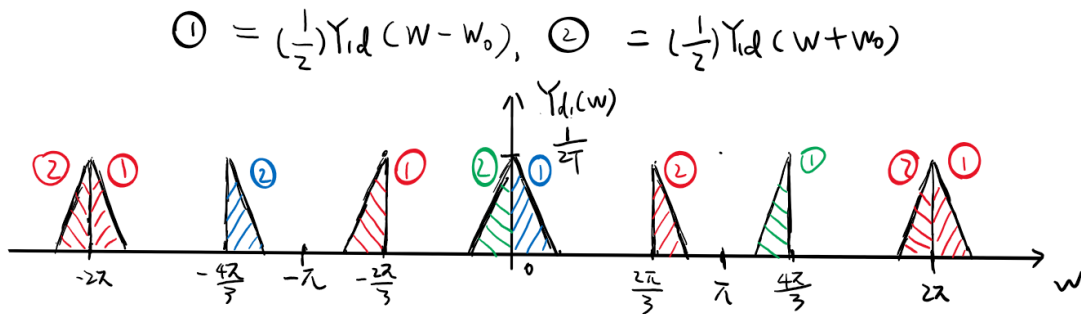 ① = (1/2)Y₁d(W-W₀), ② = (1/2)Y₁d(W+W₀)
Yd₁(W)
1/2T
② ① ② ① ② ① ② ① ② ①
-2π -4π/3 -π -2π/3 0 2π/3 π 4π/3 2π W